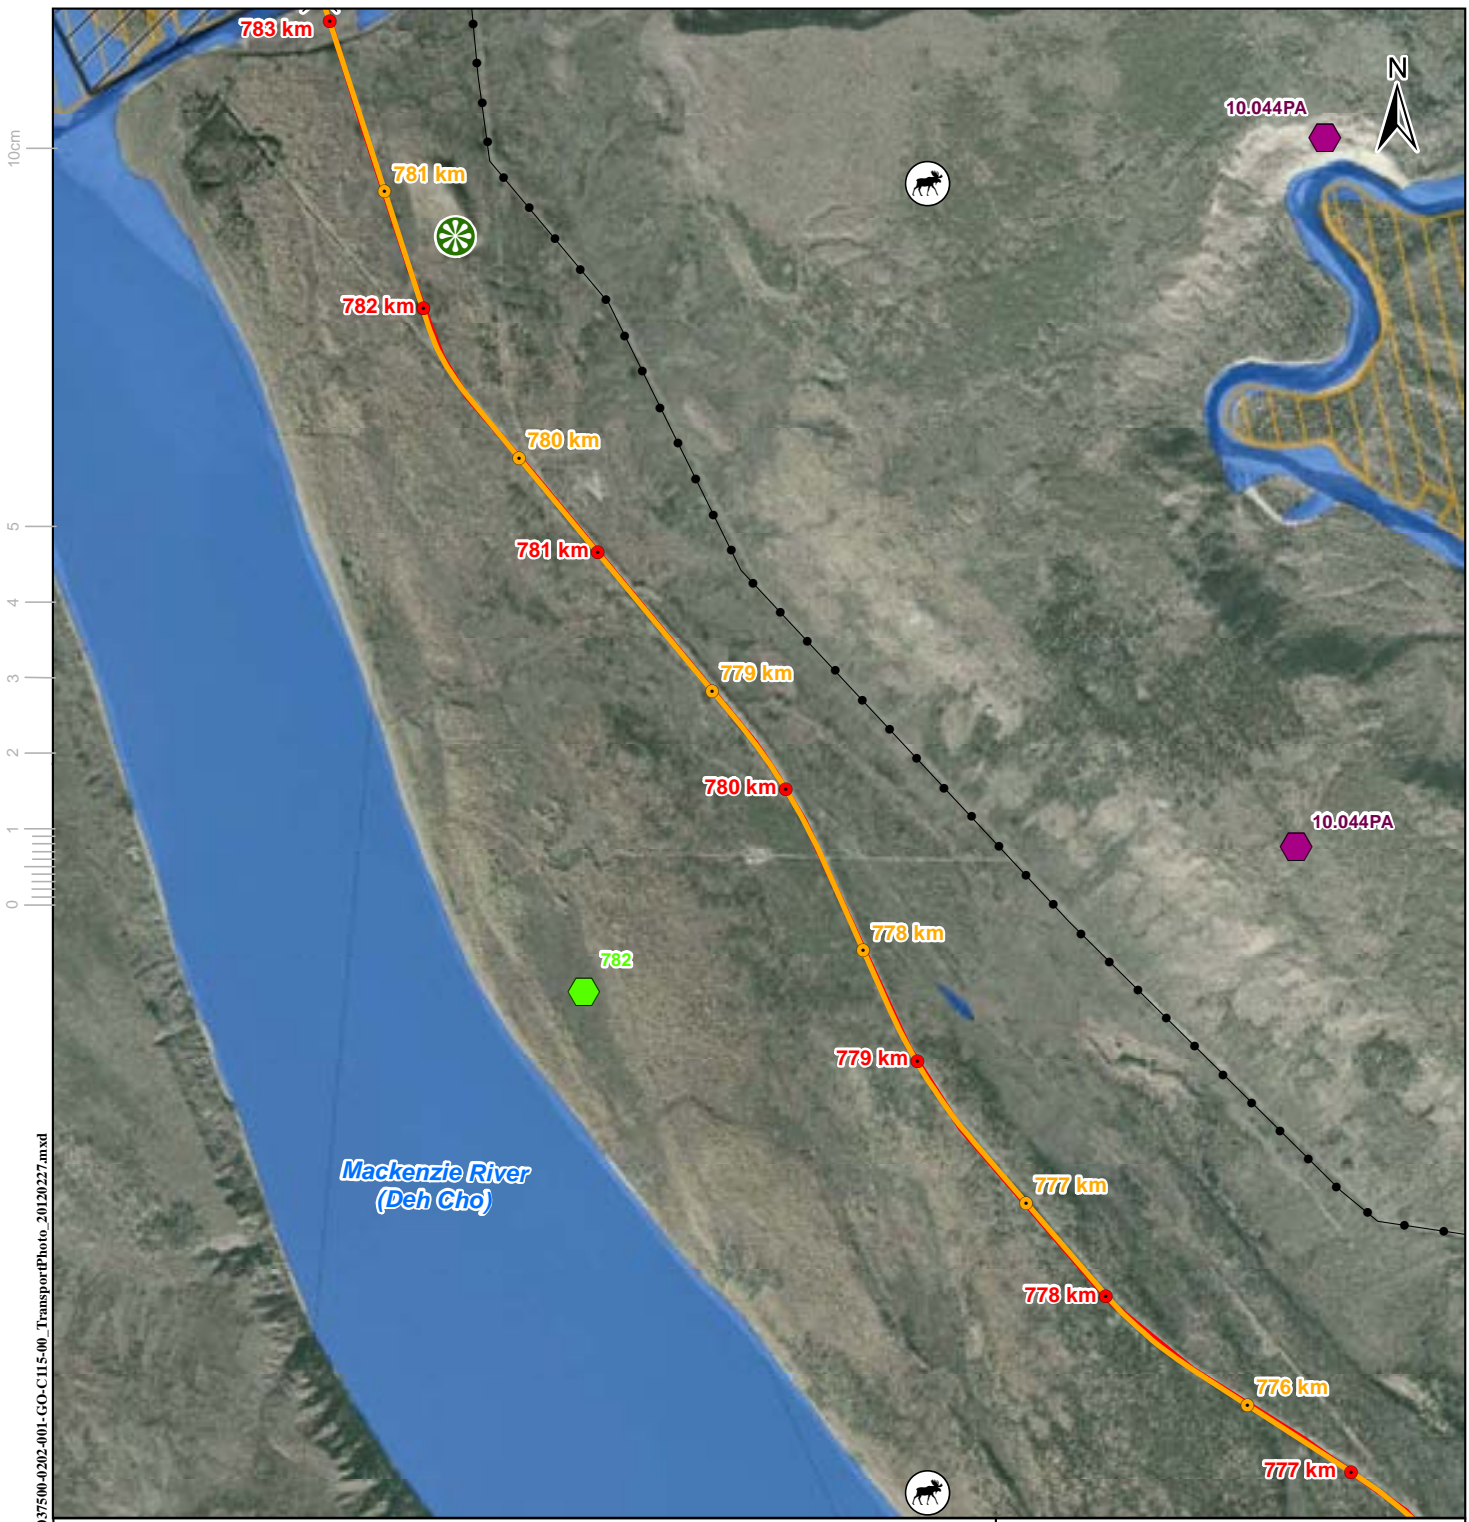 783 km
N
10.044PA
10cm
781 km
782 km
780 km
5
781 km
4
779 km
3
2
780 km
10.044PA
1
0
778 km
782
779 km
Mackenzie River
(Deh Cho)
777 km
778 km
776 km
777 km
037500-0202-001-GO-C115-00_TransportPhoto_20120227.mxd